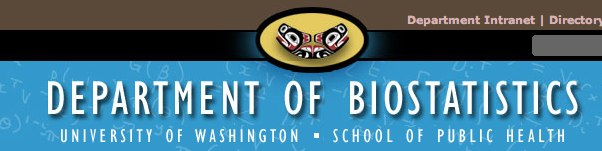 Department Intranet | Directory
DEPARTMENT OF BIOSTATISTICS
UNIVERSITY OF WASHINGTON ▪ SCHOOL OF PUBLIC HEALTH